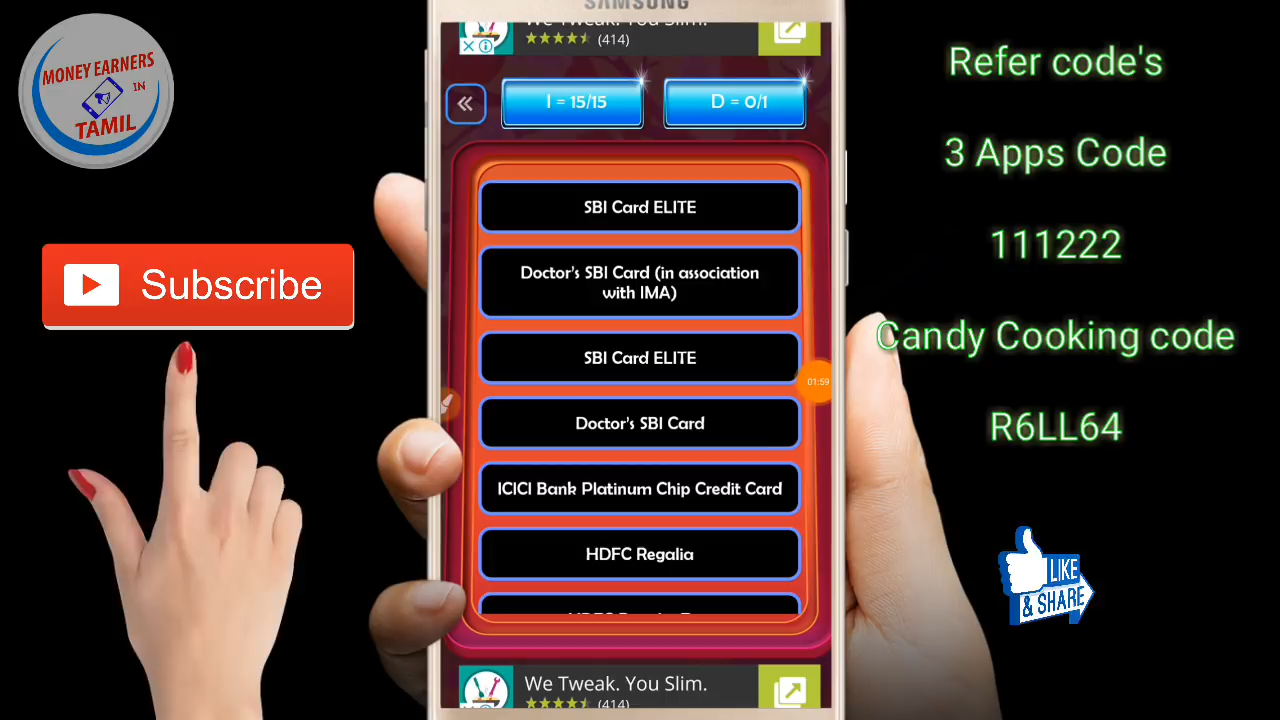 MONEY EARNERS
IN
TAMIL
Subscribe
SAMSUNG
We Tweak. You Slim.
(414)
I = 15/15
D = 0/1
SBI Card ELITE
Doctor's SBI Card (in association
with IMA)
SBI Card ELITE
01:59
Doctor's SBI Card
ICICI Bank Platinum Chip Credit Card
HDFC Regalia
We Tweak. You Slim.
(414)
Refer code's
3 Apps Code
111222
Candy Cooking code
R6LL64
LIKE
& SHARE